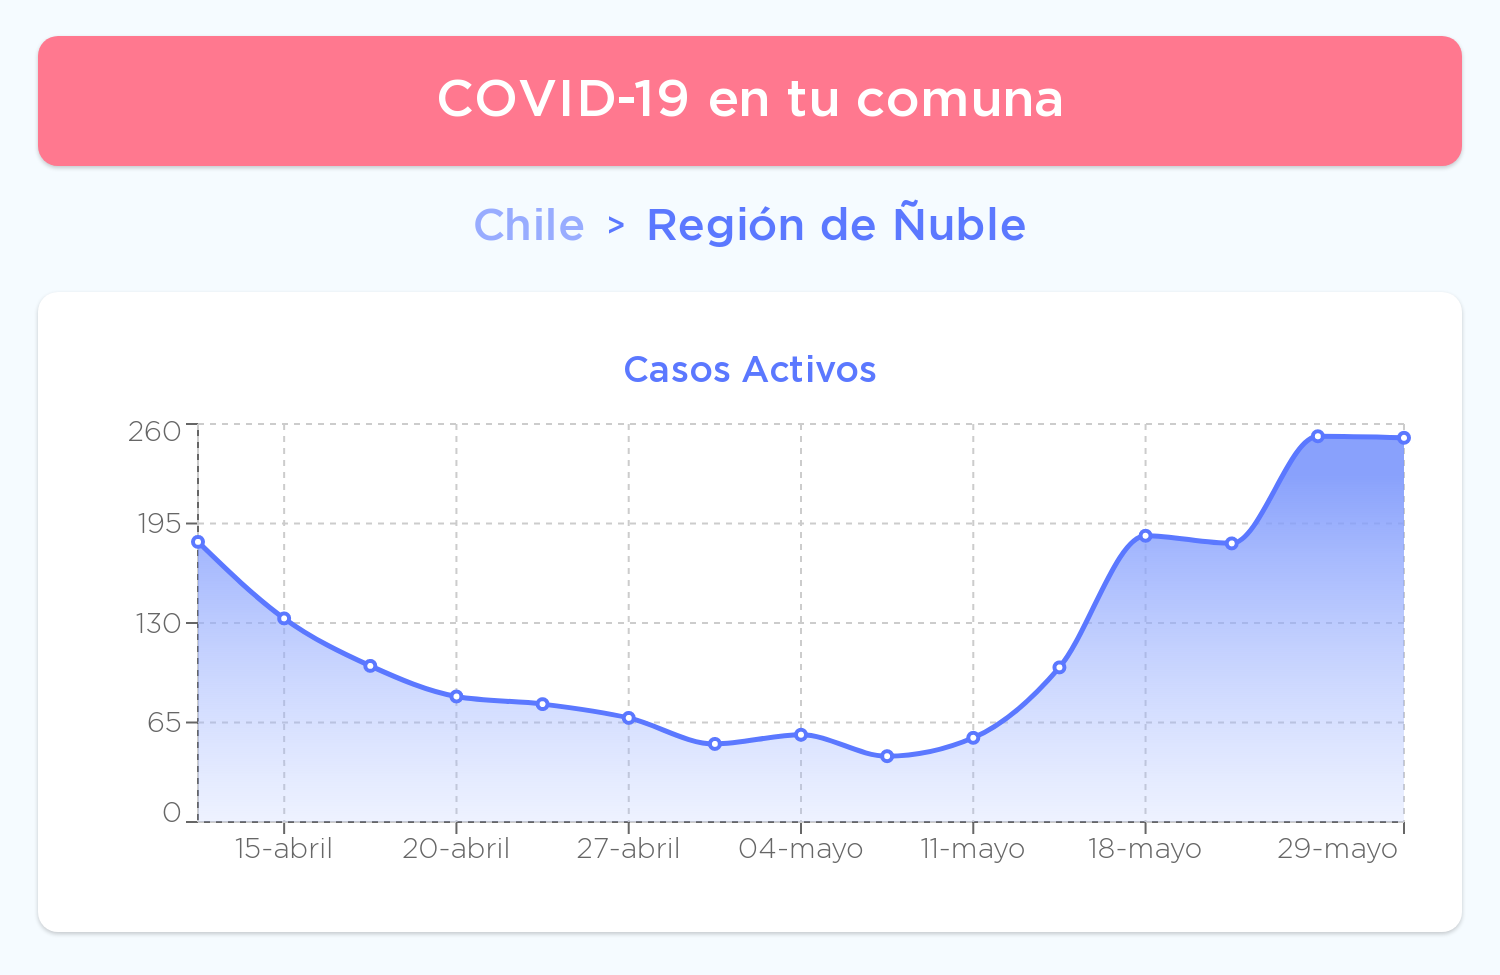 COVID-19 en tu comuna
Chile > Región de Ñuble
Casos Activos
260
195
130
65
0
15-abril 20-abril 27-abril 04-mayo 11-mayo 18-mayo 29-mayo